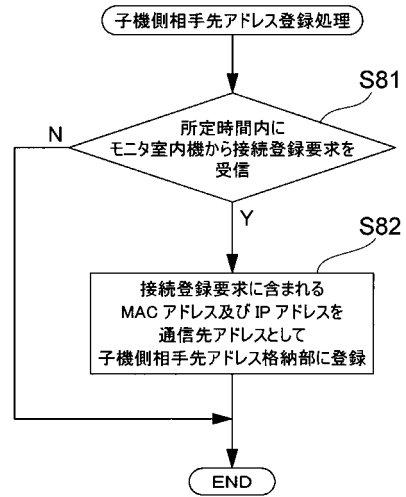 子機側相手先アドレス登録処理
S81
所定時間内に
モニタ室内機から接続登録要求を
受信
N
Y
S82
接続登録要求に含まれる
MAC アドレス及び IP アドレスを
通信先アドレスとして
子機側相手先アドレス格納部に登録
END